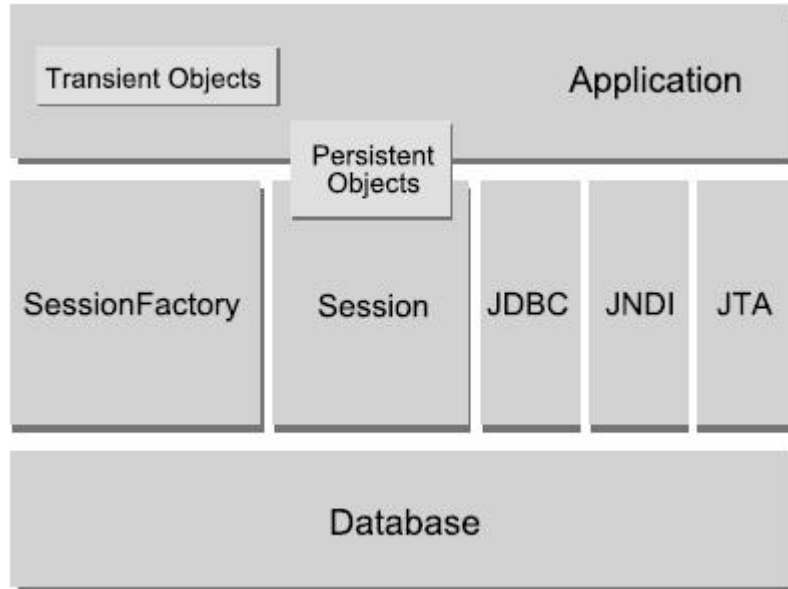 Transient Objects
Application
Persistent
Objects
SessionFactory
Session
JDBC
JNDI
JTA
Database